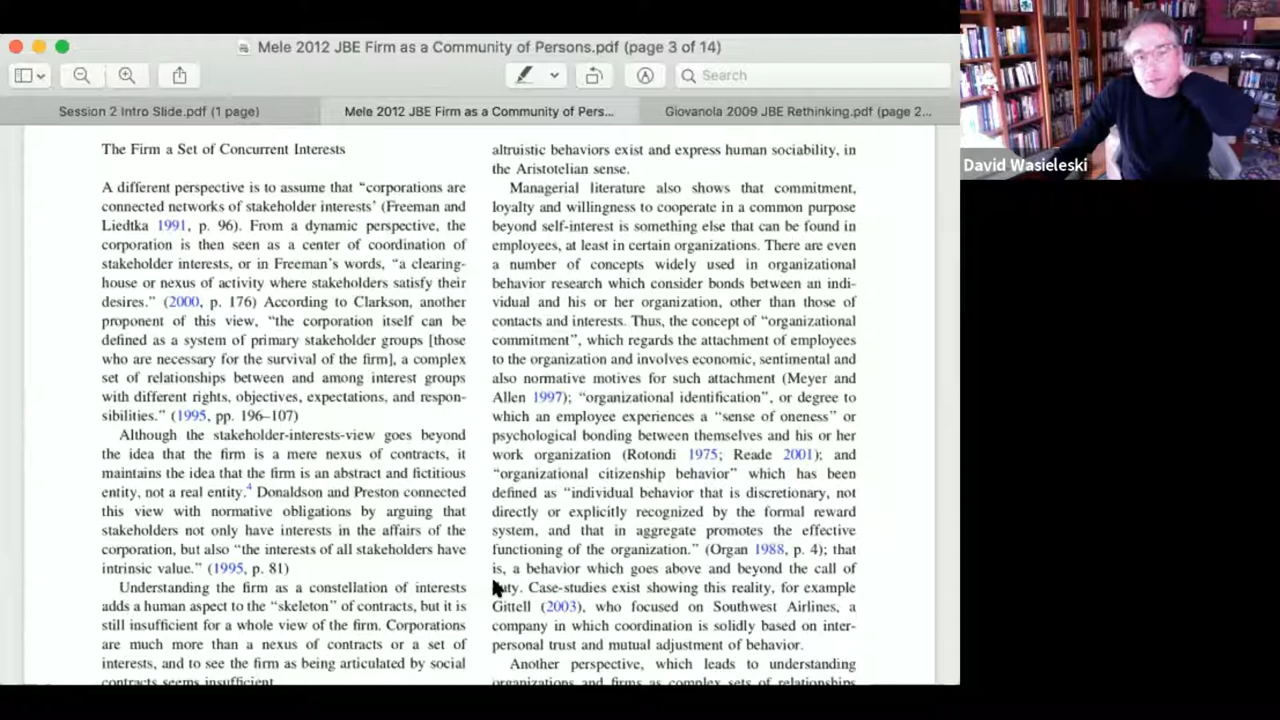 Mele 2012 JBE Firm as a Community of Persons.pdf (page 3 of 14)
Search
Session 2 Intro Slide.pdf (1 page)
Mele 2012 JBE Firm as a Community of Pers...
Giovanola 2009 JBE Rethinking.pdf (page 2...
David Wasieleski
The Firm a Set of Concurrent Interests
A different perspective is to assume that “corporations are
connected networks of stakeholder interests’ (Freeman and
Liedtka 1991, p. 96). From a dynamic perspective, the
corporation is then seen as a center of coordination of
stakeholder interests, or in Freeman's words, “a clearing-
house or nexus of activity where stakeholders satisfy their
desires.” (2000, p. 176) According to Clarkson, another
proponent of this view, “the corporation itself can be
defined as a system of primary stakeholder groups [those
who are necessary for the survival of the firm], a complex
set of relationships between and among interest groups
with different rights, objectives, expectations, and respon-
sibilities.” (1995, pp. 196–107)
Although the stakeholder-interests-view goes beyond
the idea that the firm is a mere nexus of contracts, it
maintains the idea that the firm is an abstract and fictitious
entity, not a real entity.4 Donaldson and Preston connected
this view with normative obligations by arguing that
stakeholders not only have interests in the affairs of the
corporation, but also “the interests of all stakeholders have
intrinsic value.” (1995, p. 81)
Understanding the firm as a constellation of interests
adds a human aspect to the “skeleton” of contracts, but it is
still insufficient for a whole view of the firm. Corporations
are much more than a nexus of contracts or a set of
interests, and to see the firm as being articulated by social
contracts seems insufficient.
altruistic behaviors exist and express human sociability, in
the Aristotelian sense.
Managerial literature also shows that commitment,
loyalty and willingness to cooperate in a common purpose
beyond self-interest is something else that can be found in
employees, at least in certain organizations. There are even
a number of concepts widely used in organizational
behavior research which consider bonds between an indi-
vidual and his or her organization, other than those of
contacts and interests. Thus, the concept of “organizational
commitment”, which regards the attachment of employees
to the organization and involves economic, sentimental and
also normative motives for such attachment (Meyer and
Allen 1997); “organizational identification”, or degree to
which an employee experiences a “sense of oneness” or
psychological bonding between themselves and his or her
work organization (Rotondi 1975; Reade 2001); and
“organizational citizenship behavior” which has been
defined as “individual behavior that is discretionary, not
directly or explicitly recognized by the formal reward
system, and that in aggregate promotes the effective
functioning of the organization.” (Organ 1988, p. 4); that
is, a behavior which goes above and beyond the call of
duty. Case-studies exist showing this reality, for example
Gittell (2003), who focused on Southwest Airlines, a
company in which coordination is solidly based on inter-
personal trust and mutual adjustment of behavior.
Another perspective, which leads to understanding
organizations and firms as complex sets of relationships